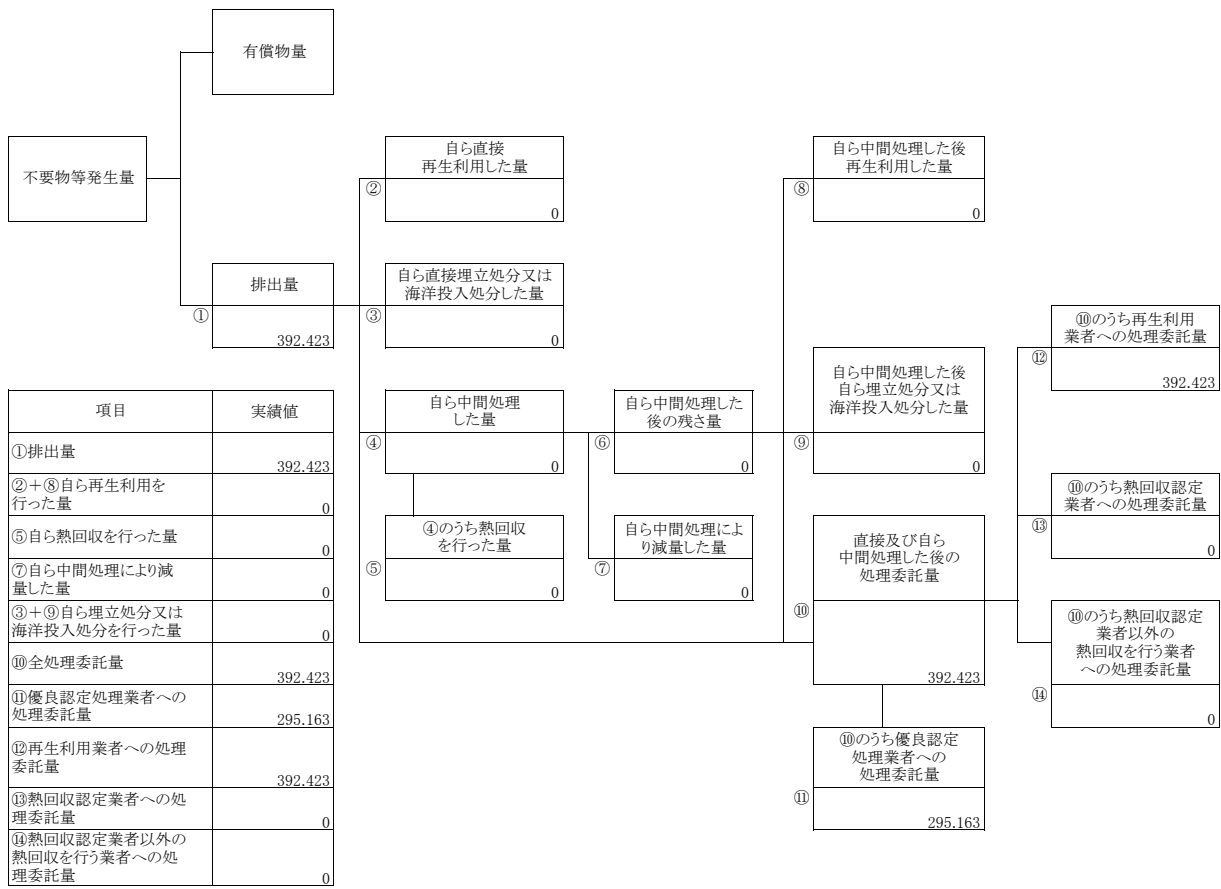 有償物量
不要物等発生量
自ら直接
再生利用した量
②
0
自ら中間処理した後
再生利用した量
⑧
0
排出量
①
392.423
自ら直接埋立処分又は
海洋投入処分した量
③
0
⑩のうち再生利用
業者への処理委託量
⑫
392.423
自ら中間処理
した量
④
0
自ら中間処理した
後の残さ量
⑥
0
自ら中間処理した後
自ら埋立処分又は
海洋投入処分した量
⑨
0
⑩のうち熱回収認定
業者への処理委託量
⑬
0
④のうち熱回収
を行った量
⑤
0
自ら中間処理によ
り減量した量
⑦
0
直接及び自ら
中間処理した後の
処理委託量
⑩
392.423
⑩のうち熱回収認定
業者以外の
熱回収を行う業者
への処理委託量
⑭
0
⑩のうち優良認定
処理業者への
処理委託量
⑪
295.163
項目 実績値
①排出量 392.423
②+⑧自ら再生利用を
行った量 0
⑤自ら熱回収を行った量 0
⑦自ら中間処理により減
量した量 0
③+⑨自ら埋立処分又は
海洋投入処分を行った量 0
⑩全処理委託量 392.423
⑪優良認定処理業者への
処理委託量 295.163
⑫再生利用業者への処理
委託量 392.423
⑬熱回収認定業者への処
理委託量 0
⑭熱回収認定業者以外の
熱回収を行う業者への処
理委託量 0